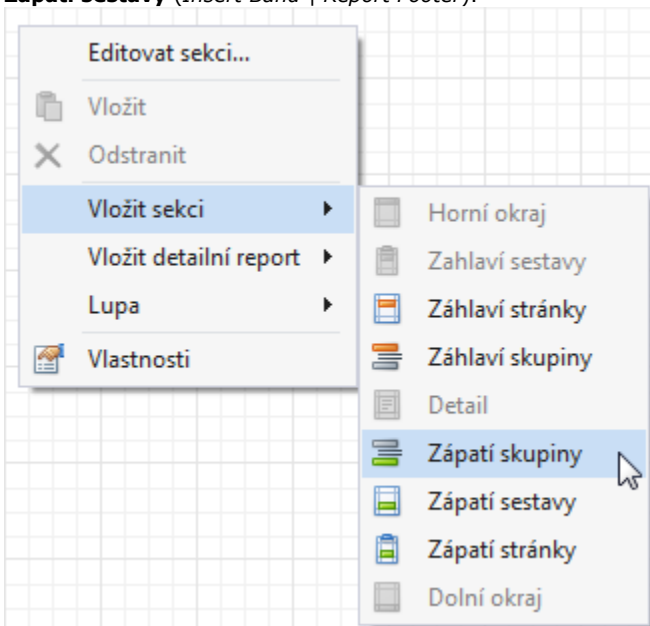 Zápatí sestavy (Insert Band | Report Footer).
Editovat sekci...
Vložit
Odstranit
Vložit sekci
Vložit detailní report
Lupa
Vlastnosti
Horní okraj
Zahlaví sestavy
Záhlaví stránky
Záhlaví skupiny
Detail
Zápatí skupiny
Zápatí sestavy
Zápatí stránky
Dolní okraj